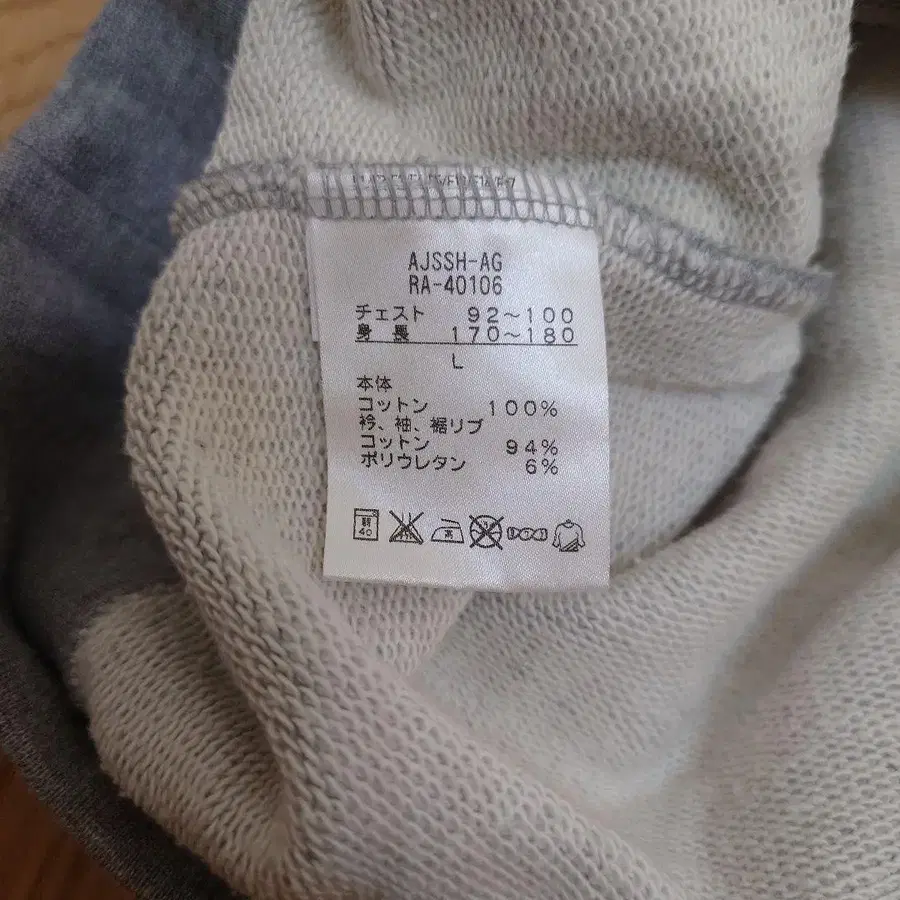 AJSSH-AG
RA-40106
チェスト 92～100
身長 170～180
L
本体
コットン 100%
衿、袖、裾リブ
コットン 94%
ポリウレタン 6%
40